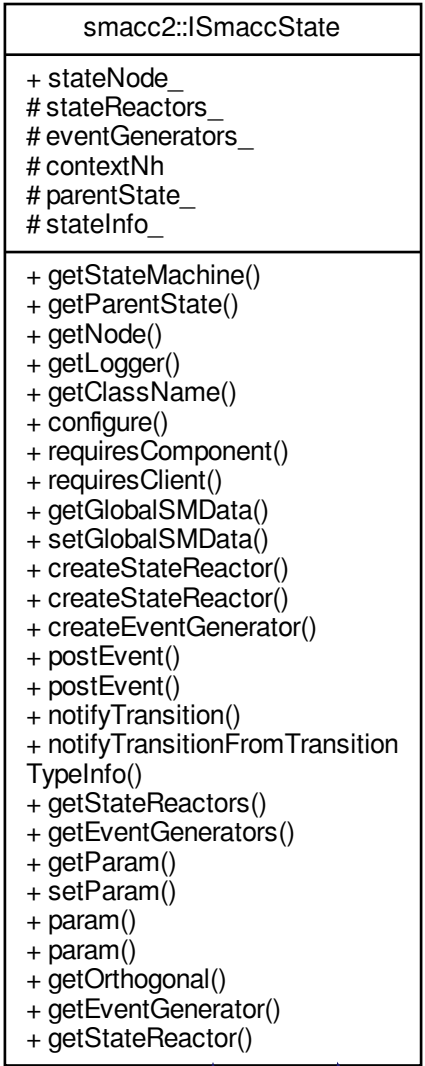 smacc2::ISmaccState
+ stateNode_
# stateReactors_
# eventGenerators_
# contextNh
# parentState_
# stateInfo_
+ getStateMachine()
+ getParentState()
+ getNode()
+ getLogger()
+ getClassName()
+ configure()
+ requiresComponent()
+ requiresClient()
+ getGlobalSMData()
+ setGlobalSMData()
+ createStateReactor()
+ createStateReactor()
+ createEventGenerator()
+ postEvent()
+ postEvent()
+ notifyTransition()
+ notifyTransitionFromTransition
TypeInfo()
+ getStateReactors()
+ getEventGenerators()
+ getParam()
+ setParam()
+ param()
+ param()
+ getOrthogonal()
+ getEventGenerator()
+ getStateReactor()